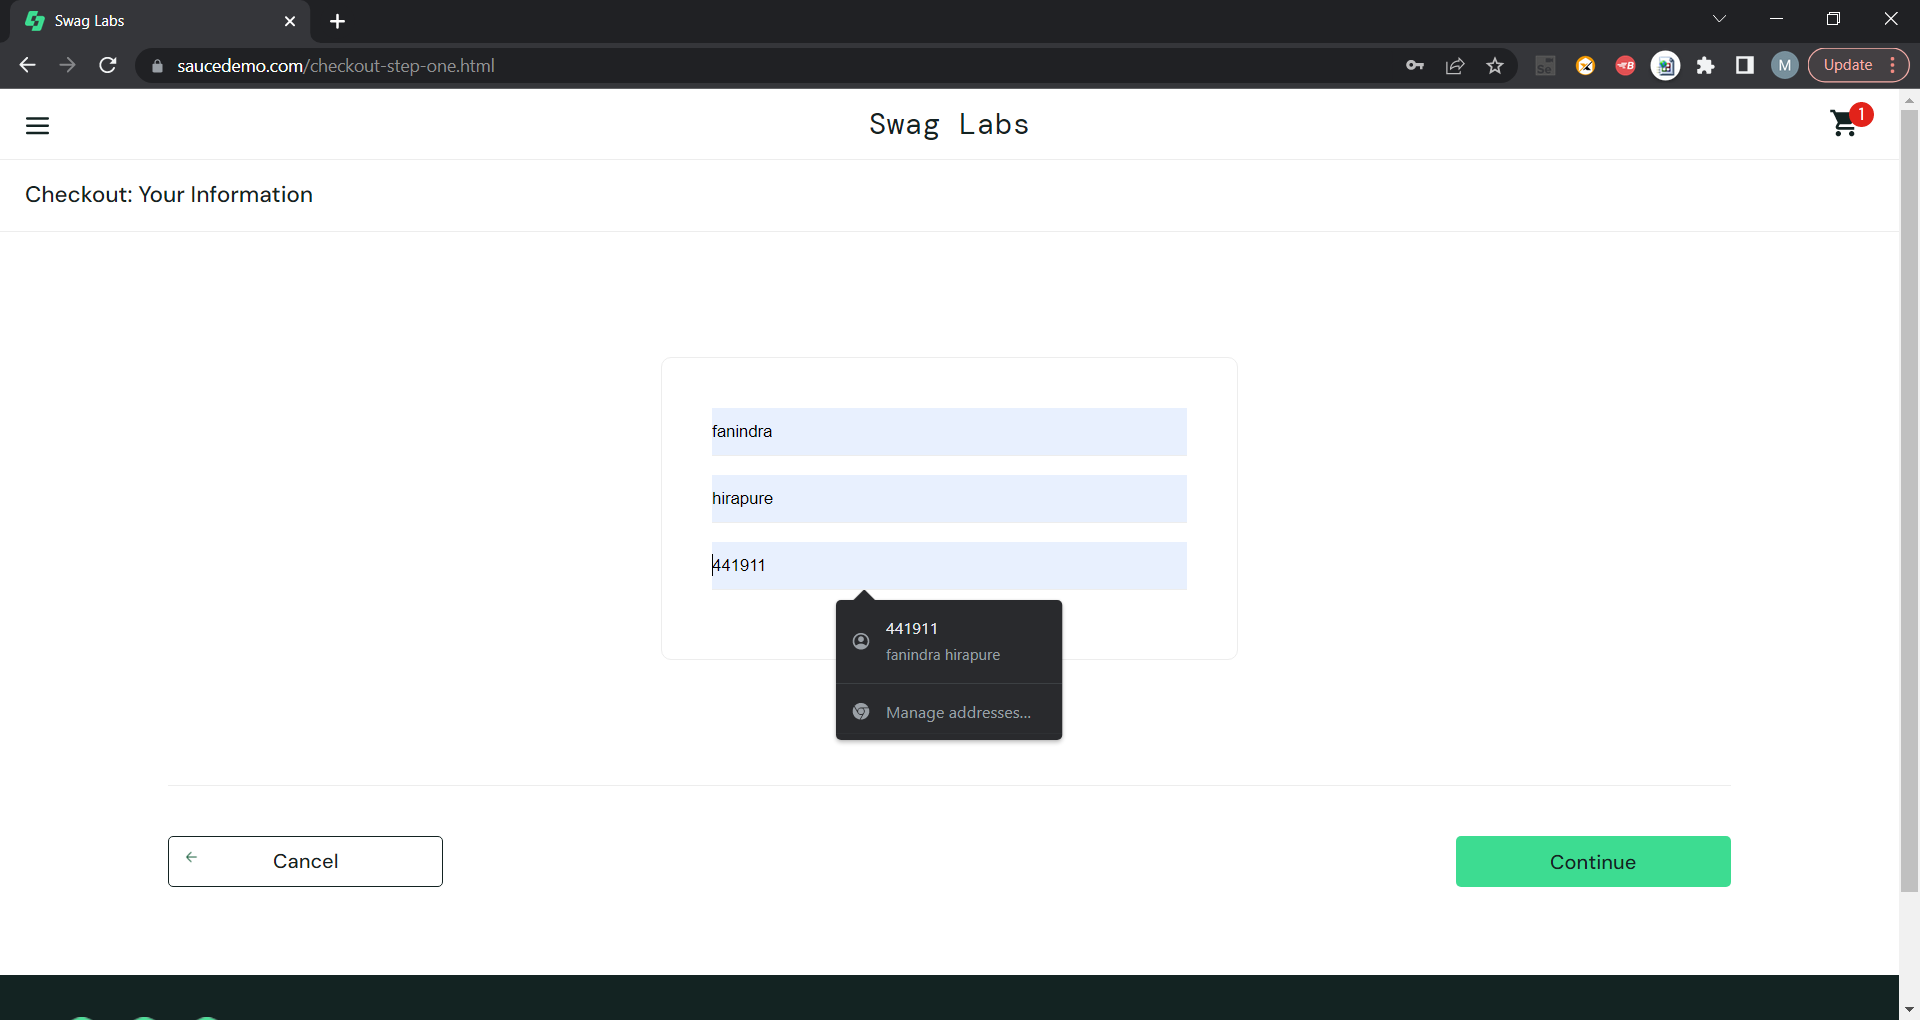 Swag Labs
saucedemo.com/checkout-step-one.html
Se
B
M
Update
Swag Labs
1
Checkout: Your Information
fanindra
hirapure
441911
441911
fanindra hirapure
Manage addresses...
Cancel
Continue